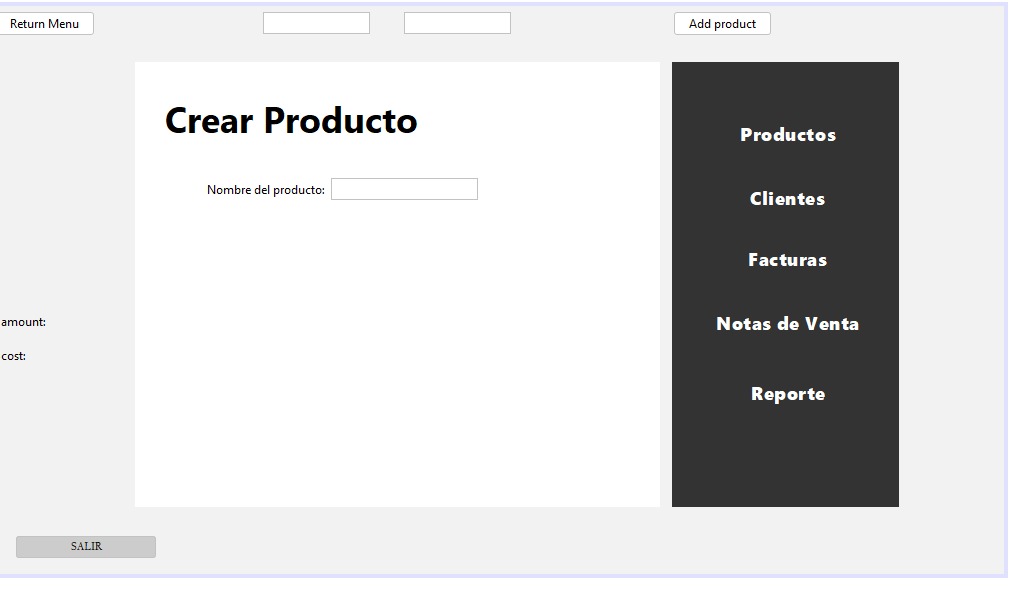 Return Menu
Add product
Crear Producto
Nombre del producto:
Productos
Clientes
Facturas
Notas de Venta
Reporte
amount:
cost:
SALIR